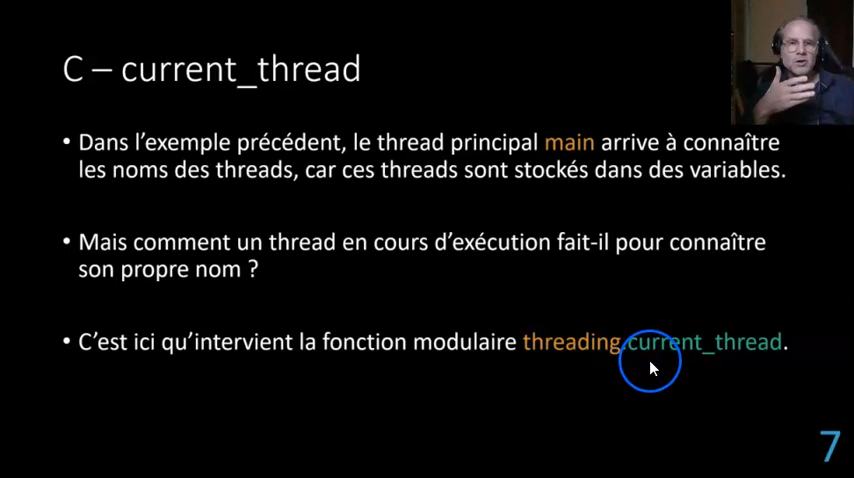 C – current_thread
• Dans l’exemple précédent, le thread principal main arrive à connaître
les noms des threads, car ces threads sont stockés dans des variables.
• Mais comment un thread en cours d’exécution fait-il pour connaître
son propre nom ?
• C’est ici qu’intervient la fonction modulaire threading.current_thread.
7